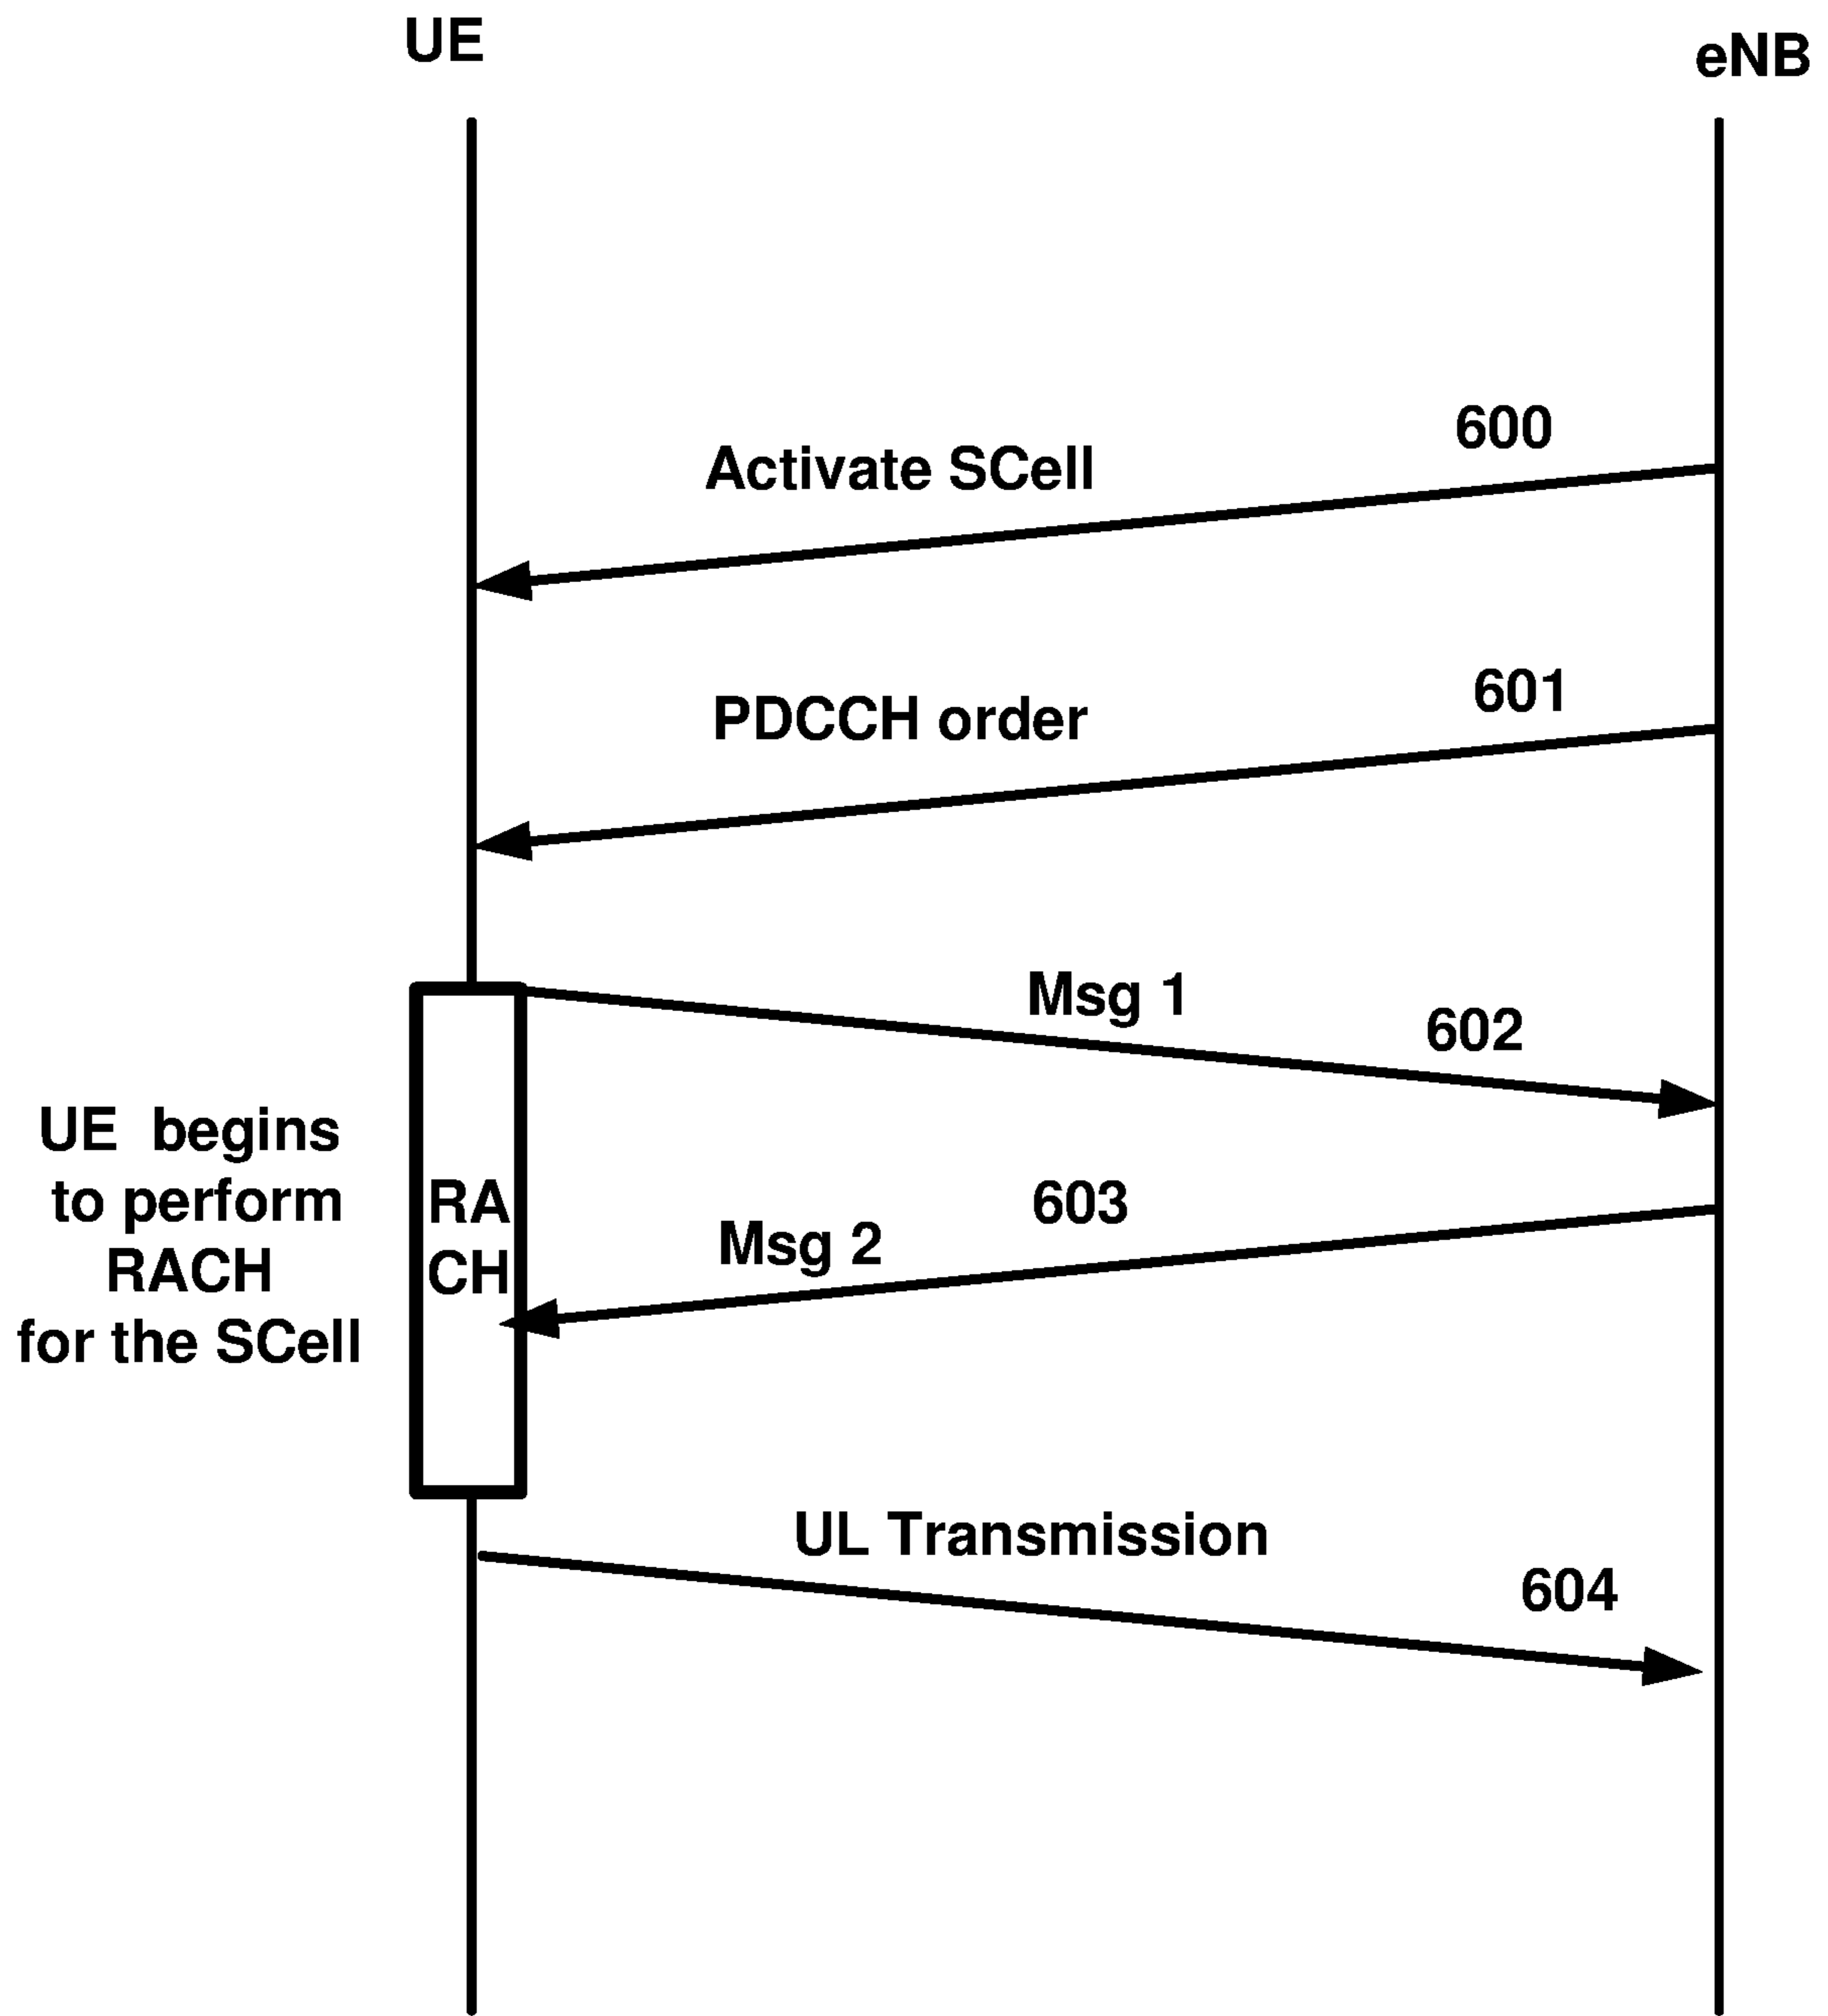 UE
eNB
600
Activate SCell
601
PDCCH order
Msg 1
602
UE begins
to perform
RACH
for the SCell
RA
CH
603
Msg 2
UL Transmission
604